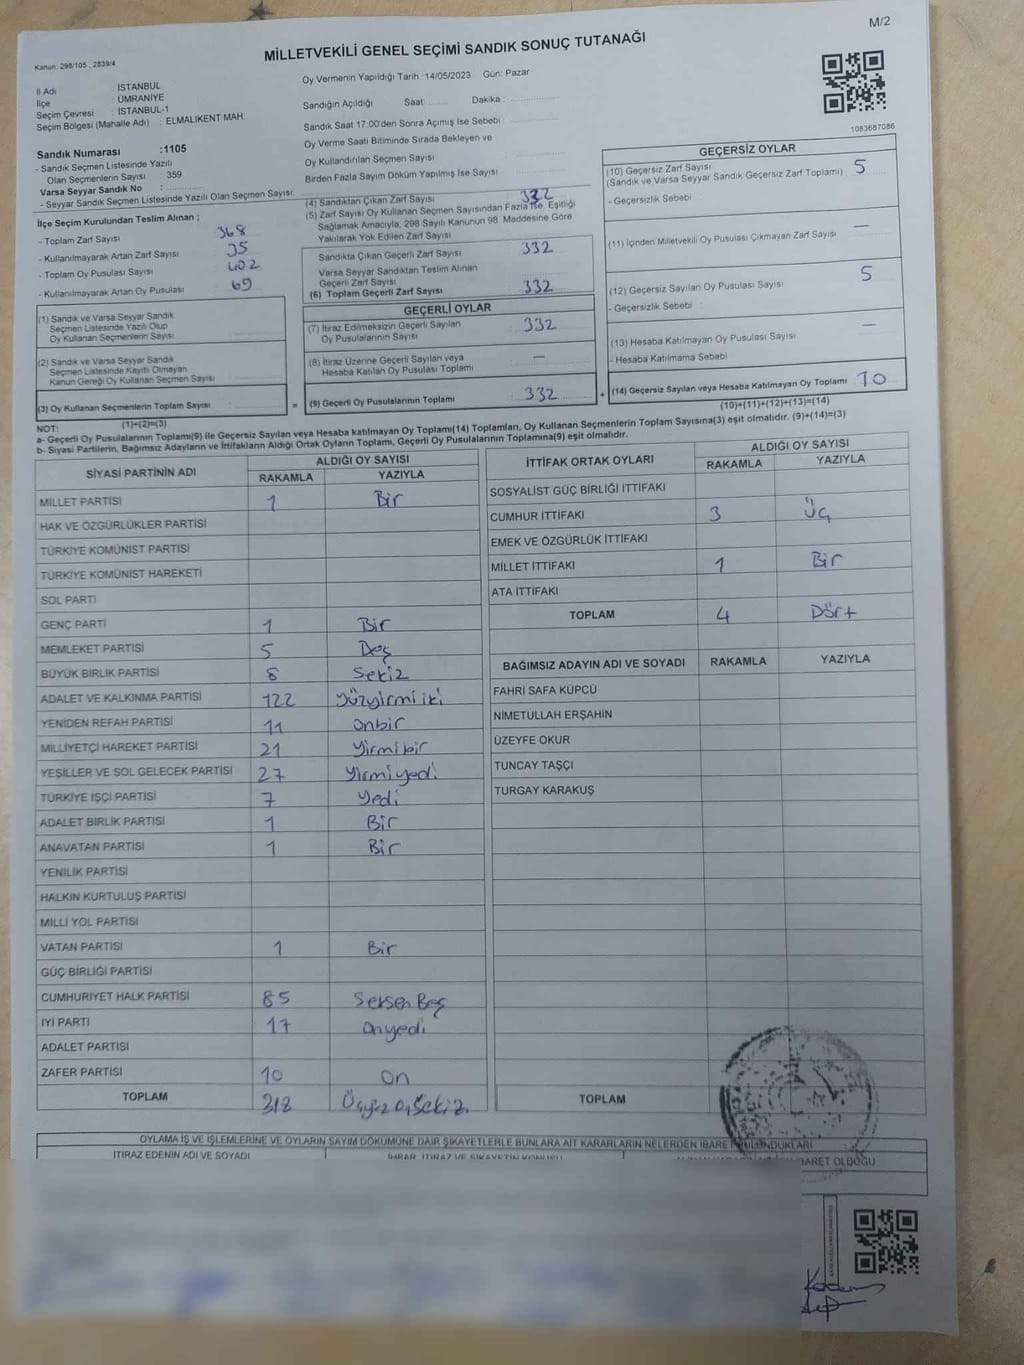 M/2
MİLLETVEKİLİ GENEL SEÇİMİ SANDIK SONUÇ TUTANAĞI
Kanun: 298/105 , 2839/4
İl Adı : İSTANBUL
İlçe : ÜMRANİYE
Seçim Çevresi : İSTANBUL-1
Seçim Bölgesi (Mahalle Adı) : ELMALIKENT MAH.
Sandık Numarası :1105
- Sandık Seçmen Listesinde Yazılı
Olan Seçmenlerin Sayısı : 359
Varsa Seyyar Sandık No :
- Seyyar Sandık Seçmen Listesinde Yazılı Olan Seçmen Sayısı:
İlçe Seçim Kurulundan Teslim Alınan ;
- Toplam Zarf Sayısı 368
- Kullanılmayarak Artan Zarf Sayısı 35
- Toplam Oy Pusulası Sayısı 402
- Kullanılmayarak Artan Oy Pusulası 69
(1) Sandık ve Varsa Seyyar Sandık
Seçmen Listesinde Yazılı Olup
Oy Kullanan Seçmenlerin Sayısı
(2) Sandık ve Varsa Seyyar Sandık
Seçmen Listesinde Kayıtlı Olmayan
Kanun Gereği Oy Kullanan Seçmen Sayısı
(3) Oy Kullanan Seçmenlerin Toplam Sayısı :
(1)+(2)=(3)
Oy Vermenin Yapıldığı Tarih :14/05/2023 Gün: Pazar
Sandığın Açıldığı Saat Dakika :
Sandık Saat 17:00'den Sonra Açılmış İse Sebebi :
Oy Verme Saati Bitiminde Sırada Bekleyen ve
Oy Kullandırılan Seçmen Sayısı :
Birden Fazla Sayım Döküm Yapılmış İse Sayısı :
(4) Sandıktan Çıkan Zarf Sayısı 332
(5) Zarf Sayısı Oy Kullanan Seçmen Sayısından Fazla İse, Eşitliği
Sağlamak Amacıyla, 298 Sayılı Kanunun 98. Maddesine Göre
Yakılarak Yok Edilen Zarf Sayısı
Sandıkta Çıkan Geçerli Zarf Sayısı 332
Varsa Seyyar Sandıktan Teslim Alınan
Geçerli Zarf Sayısı
(6) Toplam Geçerli Zarf Sayısı 332
GEÇERLİ OYLAR
(7) İtiraz Edilmeksizin Geçerli Sayılan
Oy Pusulalarının Sayısı : 332
(8) İtiraz Üzerine Geçerli Sayılan veya
Hesaba Katılan Oy Pusulası Toplamı : —
= (9) Geçerli Oy Pusulalarının Toplamı : 332
1083687086
GEÇERSİZ OYLAR
(10) Geçersiz Zarf Sayısı 5
(Sandık ve Varsa Seyyar Sandık Geçersiz Zarf Toplamı)
- Geçersizlik Sebebi
(11) İçinden Milletvekili Oy Pusulası Çıkmayan Zarf Sayısı —
(12) Geçersiz Sayılan Oy Pusulası Sayısı 5
- Geçersizlik Sebebi :
(13) Hesaba Katılmayan Oy Pusulası Sayısı —
- Hesaba Katılmama Sebebi
+ (14) Geçersiz Sayılan veya Hesaba Katılmayan Oy Toplamı 10
(10)+(11)+(12)+(13)=(14)
NOT:
a- Geçerli Oy Pusulalarının Toplamı(9) ile Geçersiz Sayılan veya Hesaba katılmayan Oy Toplamı(14) Toplamları, Oy Kullanan Seçmenlerin Toplam Sayısına(3) eşit olmalıdır. (9)+(14)=(3)
b- Siyasi Partilerin, Bağımsız Adayların ve İttifakların Aldığı Ortak Oyların Toplamı, Geçerli Oy Pusulalarının Toplamına(9) eşit olmalıdır.
SİYASİ PARTİNİN ADI ALDIĞI OY SAYISI
RAKAMLA YAZIYLA
MİLLET PARTİSİ 1 Bir
HAK VE ÖZGÜRLÜKLER PARTİSİ
TÜRKİYE KOMÜNİST PARTİSİ
TÜRKİYE KOMÜNİST HAREKETİ
SOL PARTİ
GENÇ PARTİ 1 Bir
MEMLEKET PARTİSİ 5 Beş
BÜYÜK BİRLİK PARTİSİ 8 Sekiz
ADALET VE KALKINMA PARTİSİ 122 Yüzyirmi iki
YENİDEN REFAH PARTİSİ 11 onbir
MİLLİYETÇİ HAREKET PARTİSİ 21 Yirmi bir
YEŞİLLER VE SOL GELECEK PARTİSİ 27 Yirmiyedi
TÜRKİYE İŞÇİ PARTİSİ 7 Yedi
ADALET BİRLİK PARTİSİ 1 Bir
ANAVATAN PARTİSİ 1 Bir
YENİLİK PARTİSİ
HALKIN KURTULUŞ PARTİSİ
MİLLİ YOL PARTİSİ
VATAN PARTİSİ 1 Bir
GÜÇ BİRLİĞİ PARTİSİ
CUMHURİYET HALK PARTİSİ 85 Seksen Beş
İYİ PARTİ 17 onyedi
ADALET PARTİSİ
ZAFER PARTİSİ 10 on
TOPLAM 318 Üçyüz onSekiz
İTTİFAK ORTAK OYLARI ALDIĞI OY SAYISI
RAKAMLA YAZIYLA
SOSYALİST GÜÇ BİRLİĞİ İTTİFAKI
CUMHUR İTTİFAKI 3 Üç
EMEK VE ÖZGÜRLÜK İTTİFAKI
MİLLET İTTİFAKI 1 Bir
ATA İTTİFAKI
TOPLAM 4 Dört
BAĞIMSIZ ADAYIN ADI VE SOYADI RAKAMLA YAZIYLA
FAHRİ SAFA KÜPCÜ
NİMETULLAH ERŞAHİN
ÜZEYFE OKUR
TUNCAY TAŞÇI
TURGAY KARAKUŞ
TOPLAM
OYLAMA İŞ VE İŞLEMLERİNE VE OYLARIN SAYIM DÖKÜMÜNE DAİR ŞİKAYETLERLE BUNLARA AİT KARARLARIN NELERDEN İBARET BULUNDUKLARI
İTİRAZ EDENİN ADI VE SOYADI İHBAR, İTİRAZ VE ŞİKAYETİN KONUSU BARET OLDUĞU